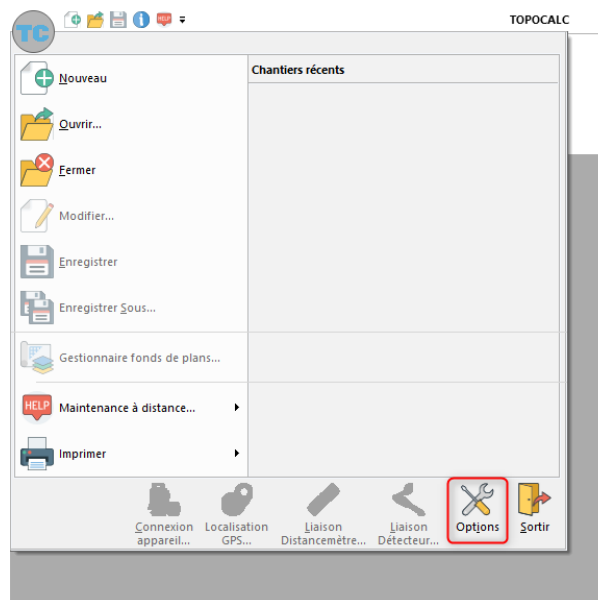 TC
HELP
TOPOCALC
Nouveau
Chantiers récents
Ouvrir...
Fermer
Modifier...
Enregistrer
Enregistrer Sous...
Gestionnaire fonds de plans...
HELP
Maintenance à distance...
Imprimer
Connexion appareil...
Localisation GPS...
Liaison Distancemètre...
Liaison Détecteur...
Options
Sortir